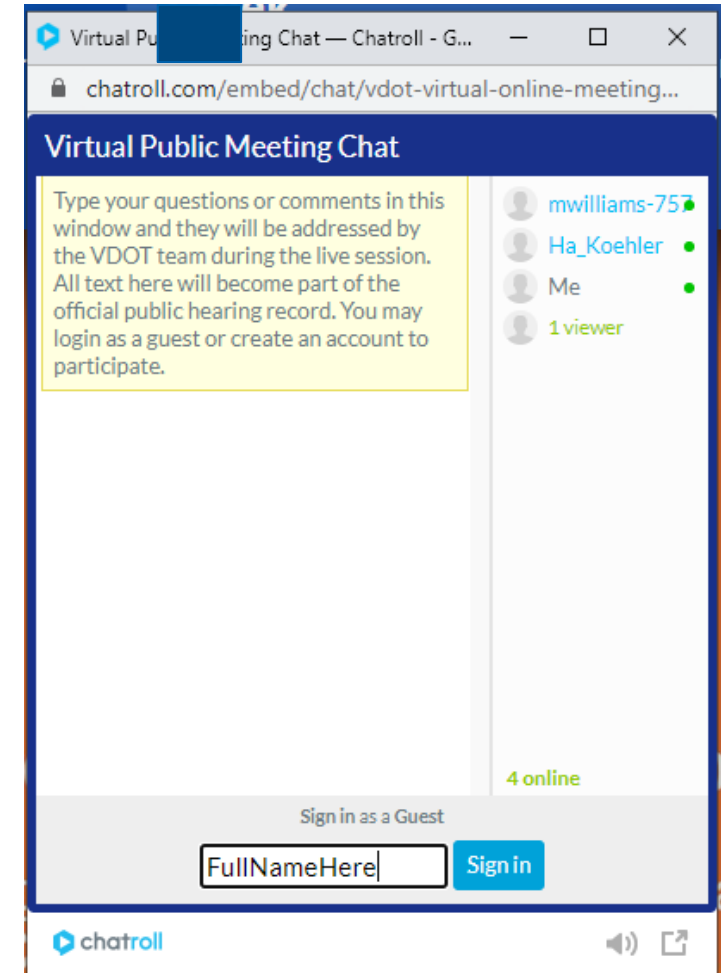 Virtual Pu ing Chat — Chatroll - G...
chatroll.com/embed/chat/vdot-virtual-online-meeting...
Virtual Public Meeting Chat
Type your questions or comments in this
window and they will be addressed by
the VDOT team during the live session.
All text here will become part of the
official public hearing record. You may
login as a guest or create an account to
participate.
mwilliams-757
Ha_Koehler
Me
1 viewer
4 online
Sign in as a Guest
FullNameHere
Sign in
chatroll